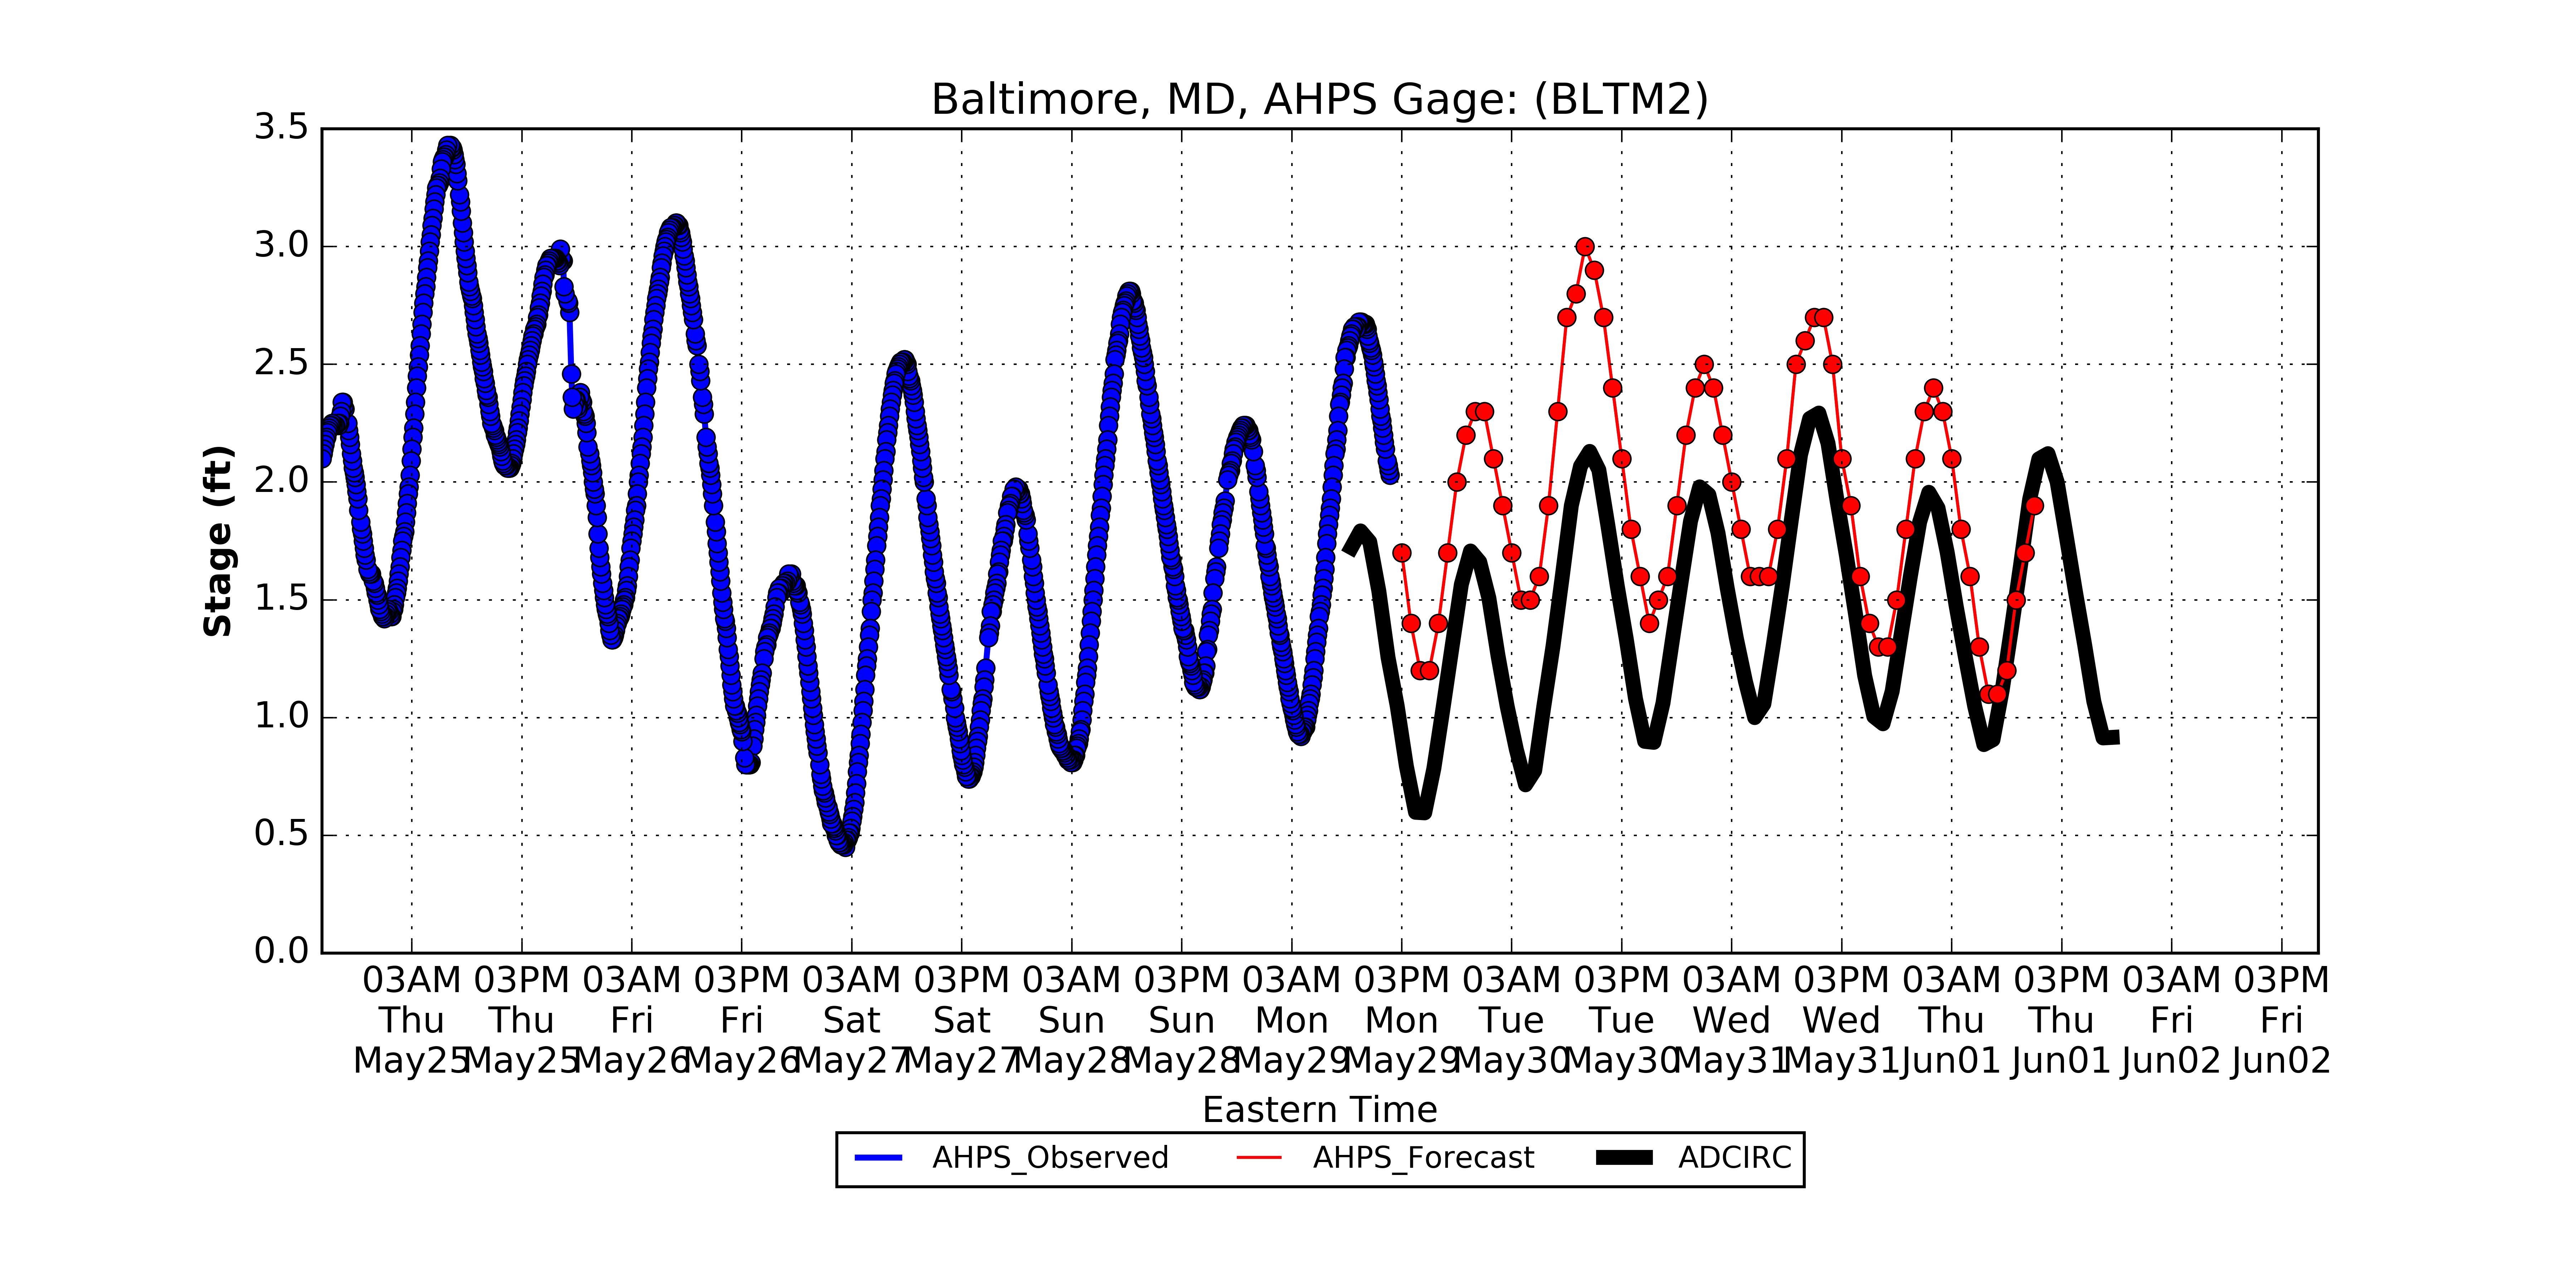 Baltimore, MD, AHPS Gage: (BLTM2)
Stage (ft)
3.5
3.0
2.5
2.0
1.5
1.0
0.5
0.0
03AM 03PM 03AM 03PM 03AM 03PM 03AM 03PM 03AM 03PM 03AM 03PM 03AM 03PM 03AM 03PM 03AM 03PM
Thu Thu Fri Fri Sat Sat Sun Sun Mon Mon Tue Tue Wed Wed Thu Thu Fri Fri
May25 May25 May26 May26 May27 May27 May28 May28 May29 May29 May30 May30 May31 May31 Jun01 Jun01 Jun02 Jun02
Eastern Time
AHPS_Observed AHPS_Forecast ADCIRC